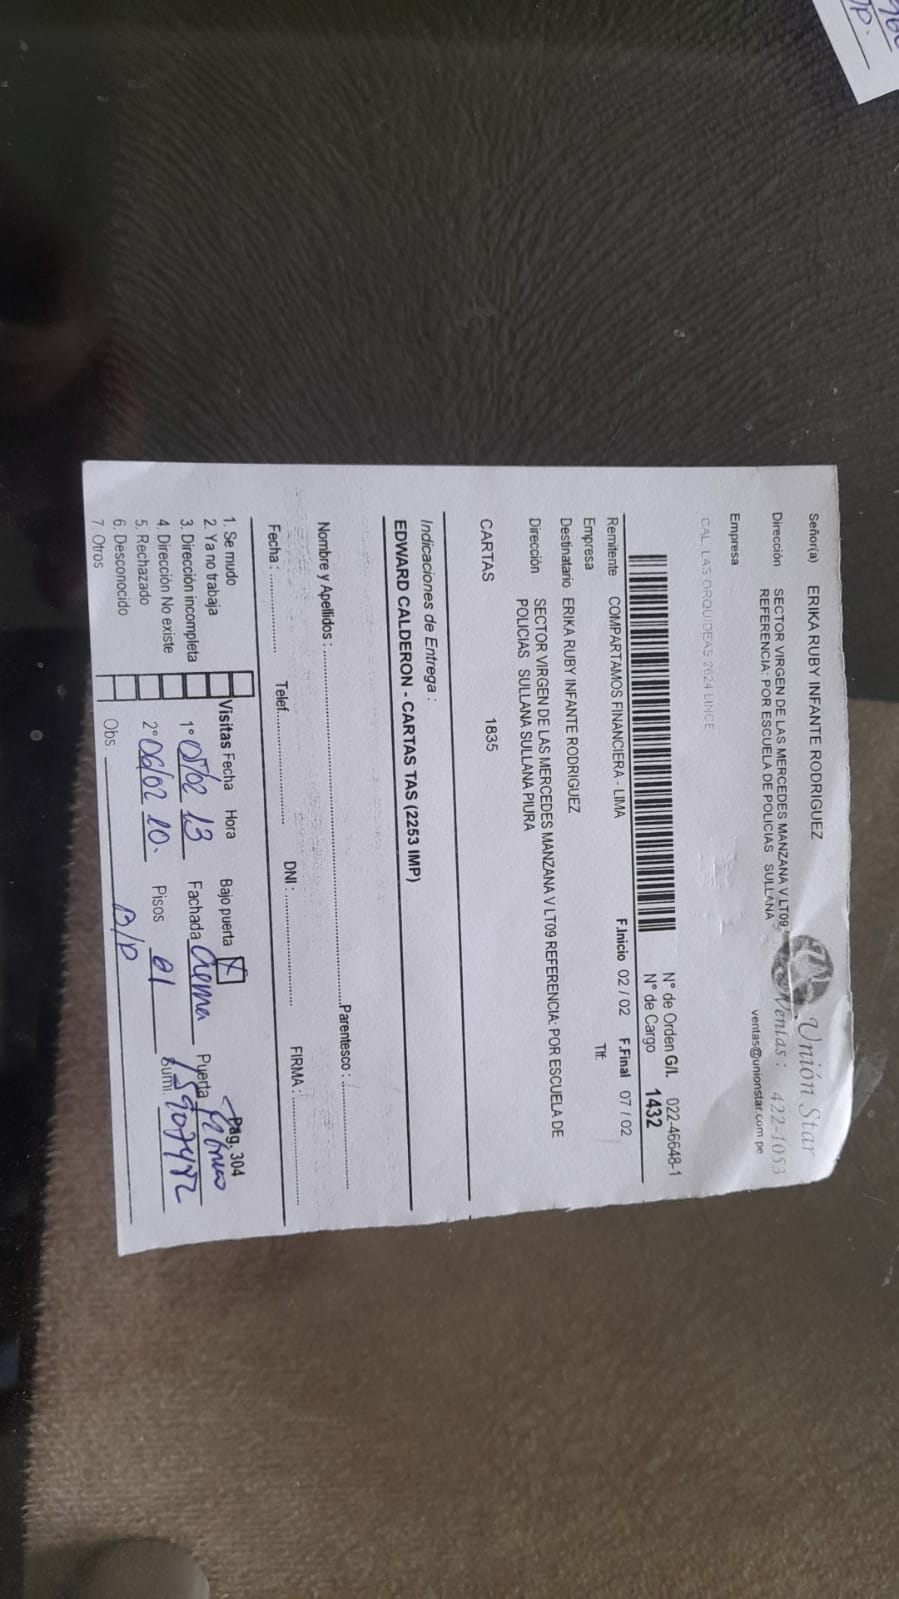 Señor(a) ERIKA RUBY INFANTE RODRIGUEZ
Unión Star
Dirección SECTOR VIRGEN DE LAS MERCEDES MANZANA V LT09
REFERENCIA: POR ESCUELA DE POLICIAS SULLANA
Ventas: 422-1053
ventas@unionstar.com.pe
Empresa
CAL. LAS ORQUIDEAS 2624 LINCE
N° de Orden G/I. 022-46648-1
N° de Cargo 1432
Remitente COMPARTAMOS FINANCIERA - LIMA F.Inicio 02 / 02 F.Final 07 / 02
Empresa Tlf:
Destinatario ERIKA RUBY INFANTE RODRIGUEZ
Dirección SECTOR VIRGEN DE LAS MERCEDES MANZANA V LT09 REFERENCIA: POR ESCUELA DE
POLICIAS SULLANA SULLANA PIURA
CARTAS 1835
Indicaciones de Entrega :
EDWARD CALDERON - CARTAS TAS (2253 IMP)
Nombre y Apellidos : Parentesco :
Fecha : Telef. DNI : FIRMA :
Pag. 304
1. Se mudo Visitas Fecha Hora Bajo puerta X
2. Ya no trabaja
3. Dirección incompleta 1° 05/02 13 Fachada Crema Puerta
4. Dirección No existe
5. Rechazado 2° 06/02 10. Pisos 01 Sumi.
6. Desconocido
7. Otros Obs. B/P